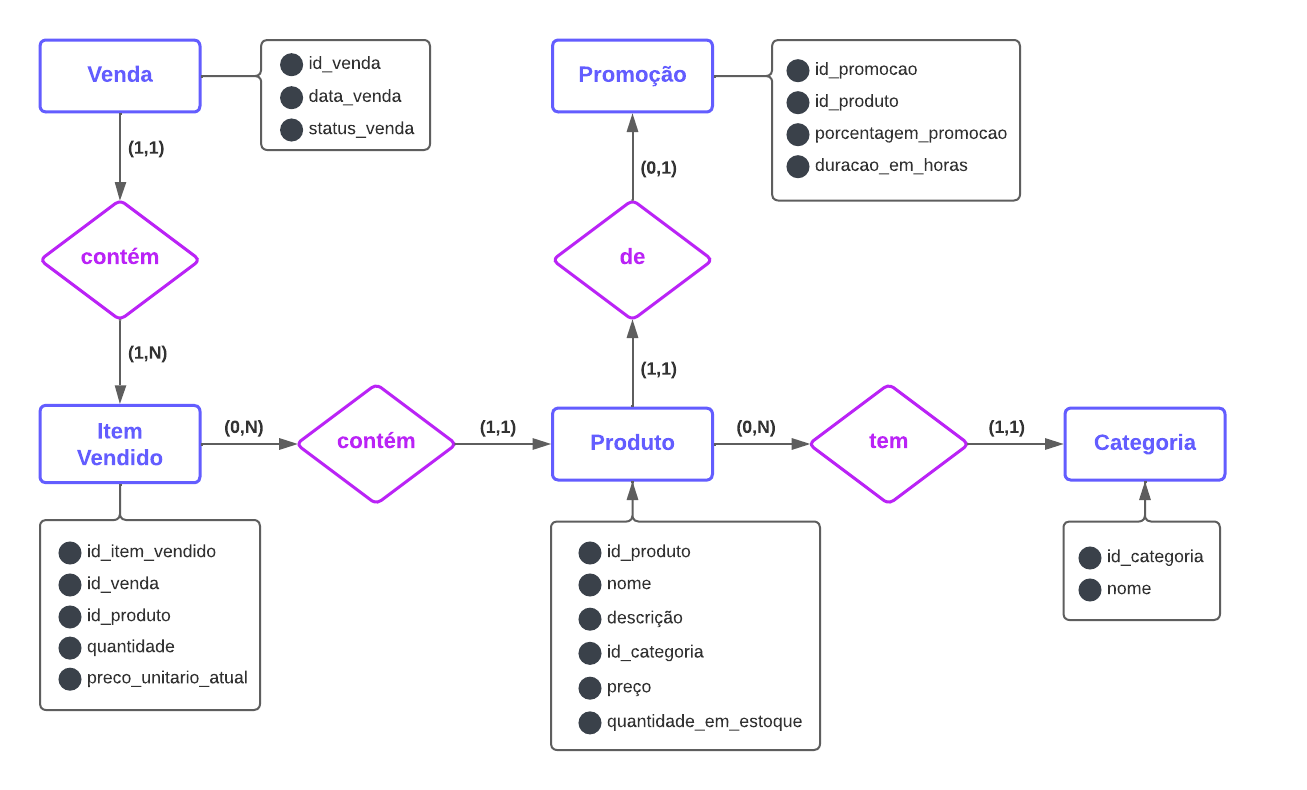 Venda
id_venda
data_venda
status_venda
Promoção
id_promocao
id_produto
porcentagem_promocao
duracao_em_horas
(1,1)
(0,1)
contém
de
(1,N)
(1,1)
Item
Vendido
(0,N)
contém
(1,1)
Produto
(0,N)
tem
(1,1)
Categoria
id_item_vendido
id_venda
id_produto
quantidade
preco_unitario_atual
id_produto
nome
descrição
id_categoria
preço
quantidade_em_estoque
id_categoria
nome